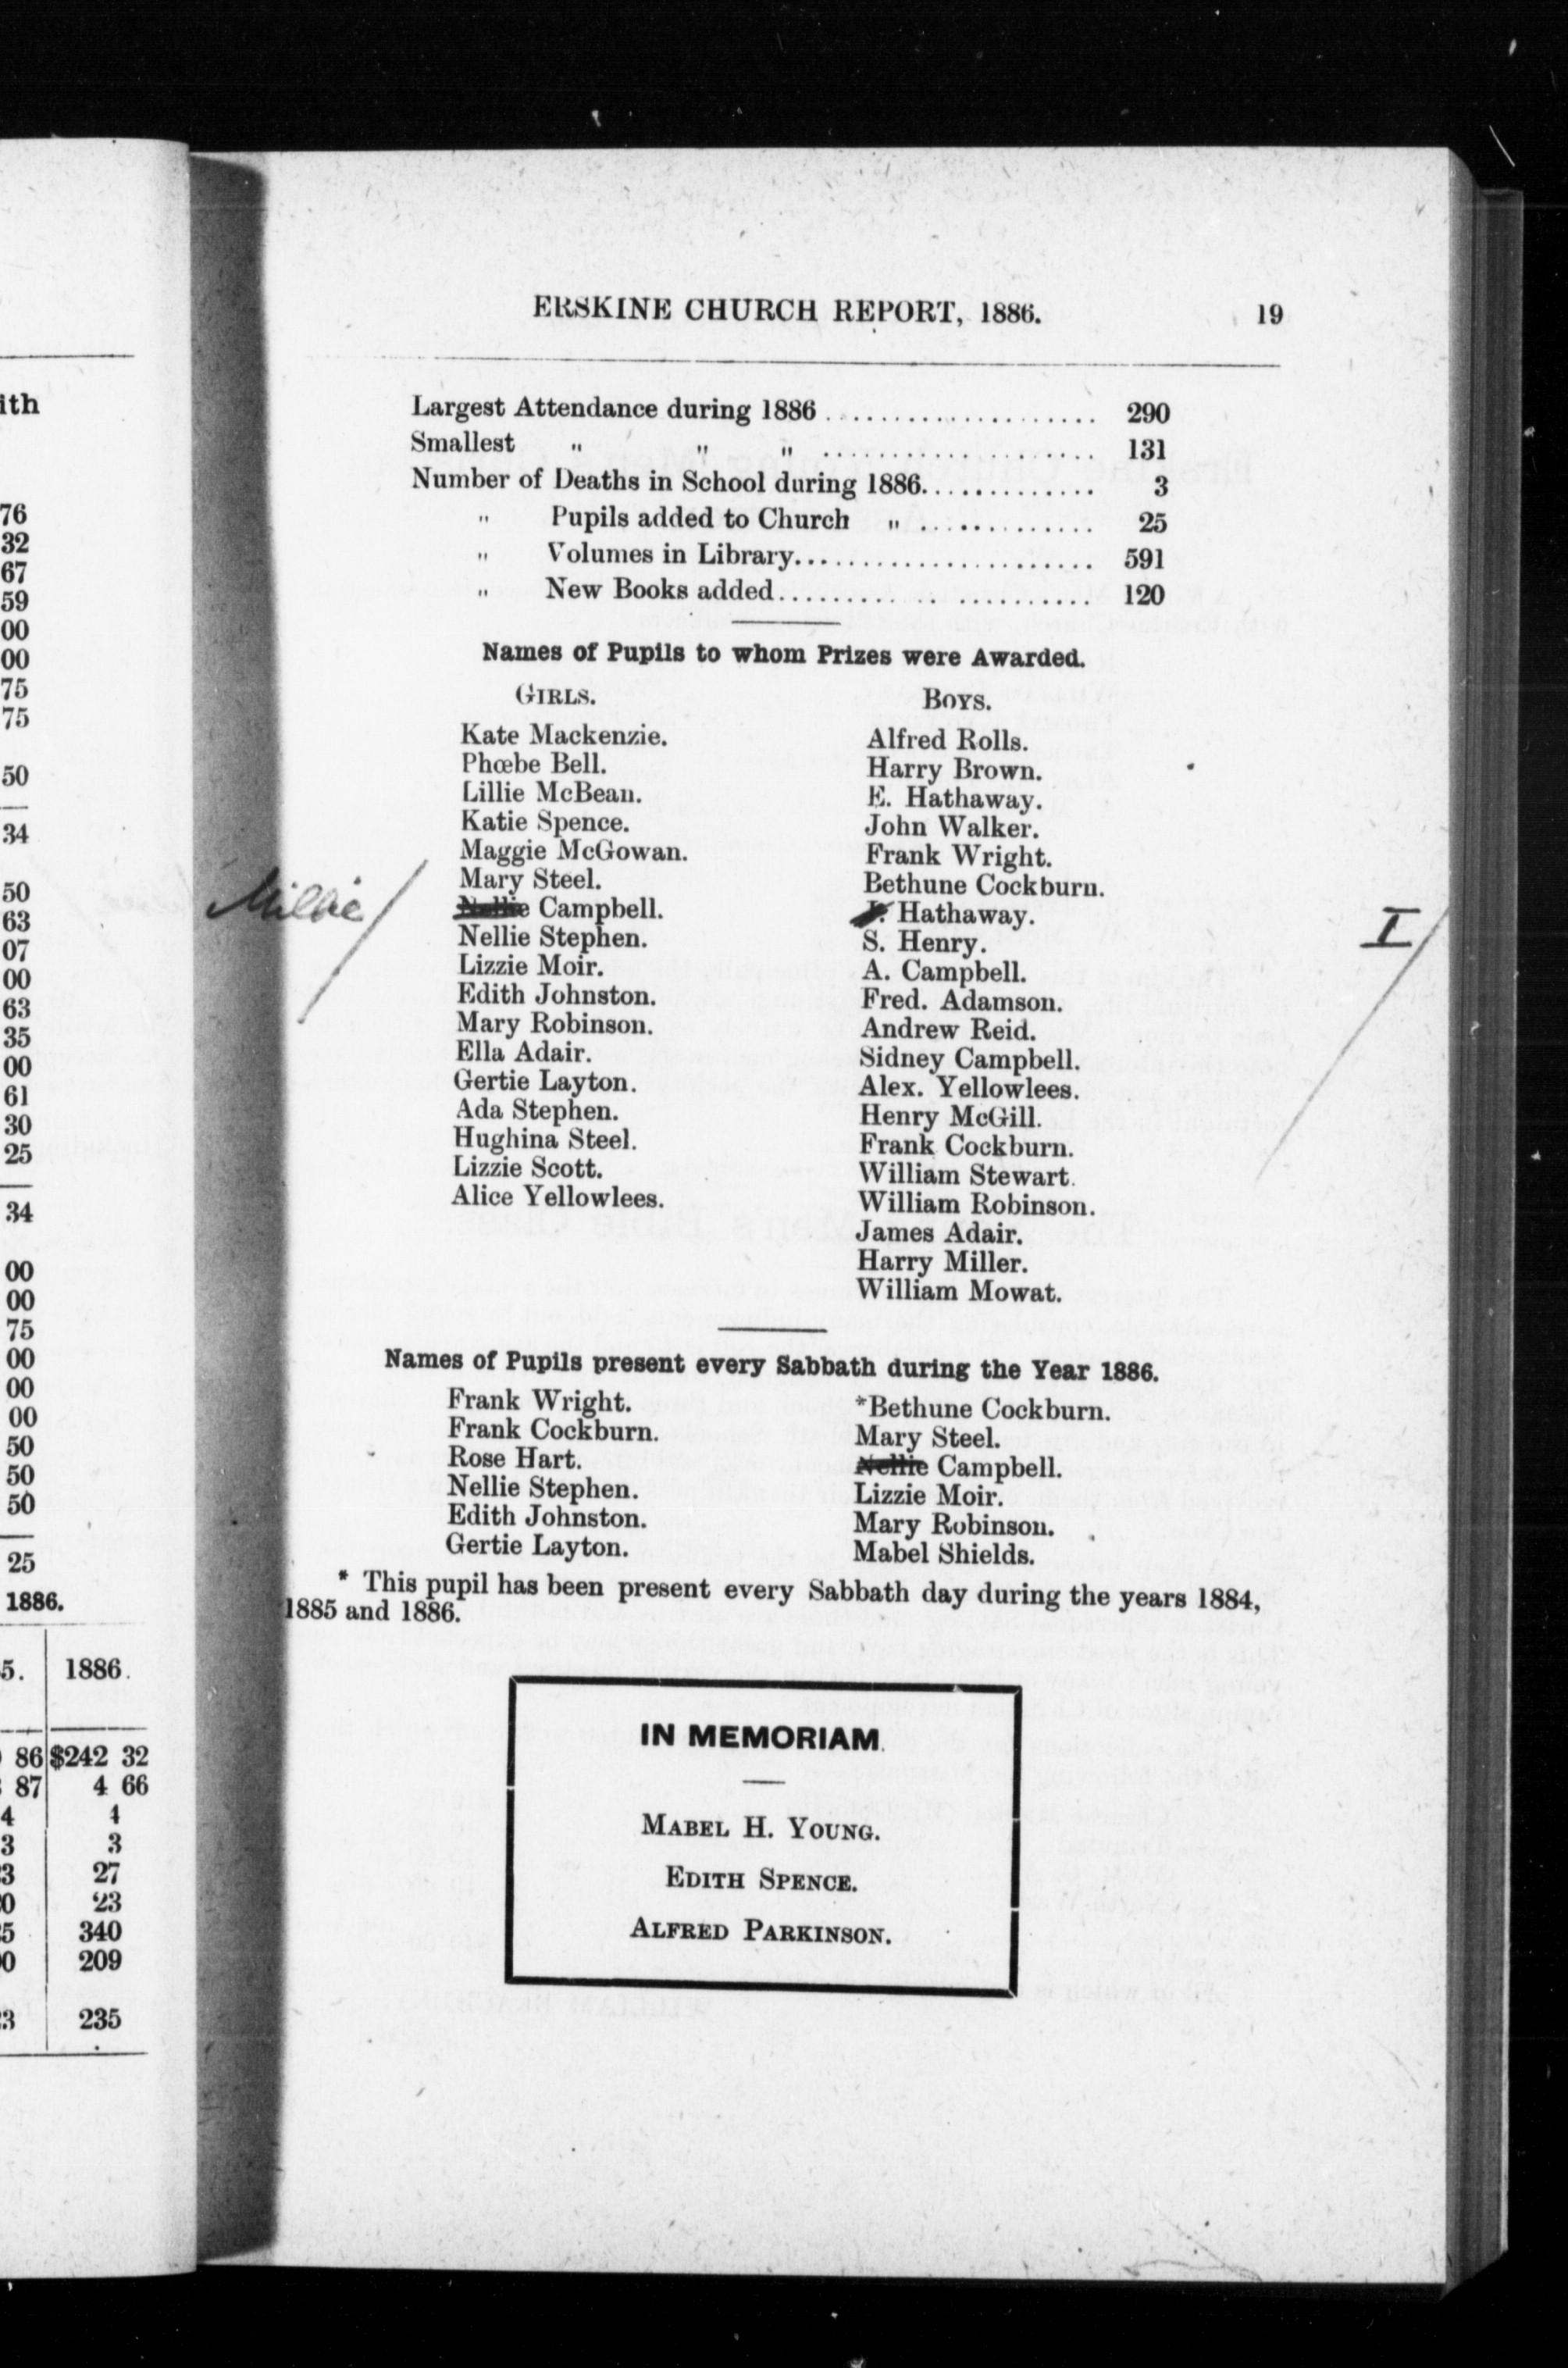 ith
76
32
67
59
00
00
75
75
50
34
50
63
07
00
63
35
00
61
30
25
34
00
00
75
00
00
00
50
50
50
25
1886.
5. 1886.
86 $242 32
87 4 66
4 4
3 3
3 27
0 23
5 340
0 209
3 235
ERSKINE CHURCH REPORT, 1886. 19
Largest Attendance during 1886 .................... 290
Smallest " " " .................... 131
Number of Deaths in School during 1886............. 3
" Pupils added to Church " ............. 25
" Volumes in Library...................... 591
" New Books added....................... 120
Names of Pupils to whom Prizes were Awarded.
GIRLS.
Kate Mackenzie.
Phœbe Bell.
Lillie McBean.
Katie Spence.
Maggie McGowan.
Mary Steel.
Millie / Nellie Campbell.
Nellie Stephen.
Lizzie Moir.
Edith Johnston.
Mary Robinson.
Ella Adair.
Gertie Layton.
Ada Stephen.
Hughina Steel.
Lizzie Scott.
Alice Yellowlees.
BOYS.
Alfred Rolls.
Harry Brown.
E. Hathaway.
John Walker.
Frank Wright.
Bethune Cockburn.
Hathaway. I /
S. Henry.
A. Campbell.
Fred. Adamson.
Andrew Reid.
Sidney Campbell.
Alex. Yellowlees.
Henry McGill.
Frank Cockburn.
William Stewart.
William Robinson.
James Adair.
Harry Miller.
William Mowat.
Names of Pupils present every Sabbath during the Year 1886.
Frank Wright.
Frank Cockburn.
Rose Hart.
Nellie Stephen.
Edith Johnston.
Gertie Layton.
*Bethune Cockburn.
Mary Steel.
Nellie Campbell.
Lizzie Moir.
Mary Robinson.
Mabel Shields.
* This pupil has been present every Sabbath day during the years 1884,
1885 and 1886.
IN MEMORIAM.
MABEL H. YOUNG.
EDITH SPENCE.
ALFRED PARKINSON.